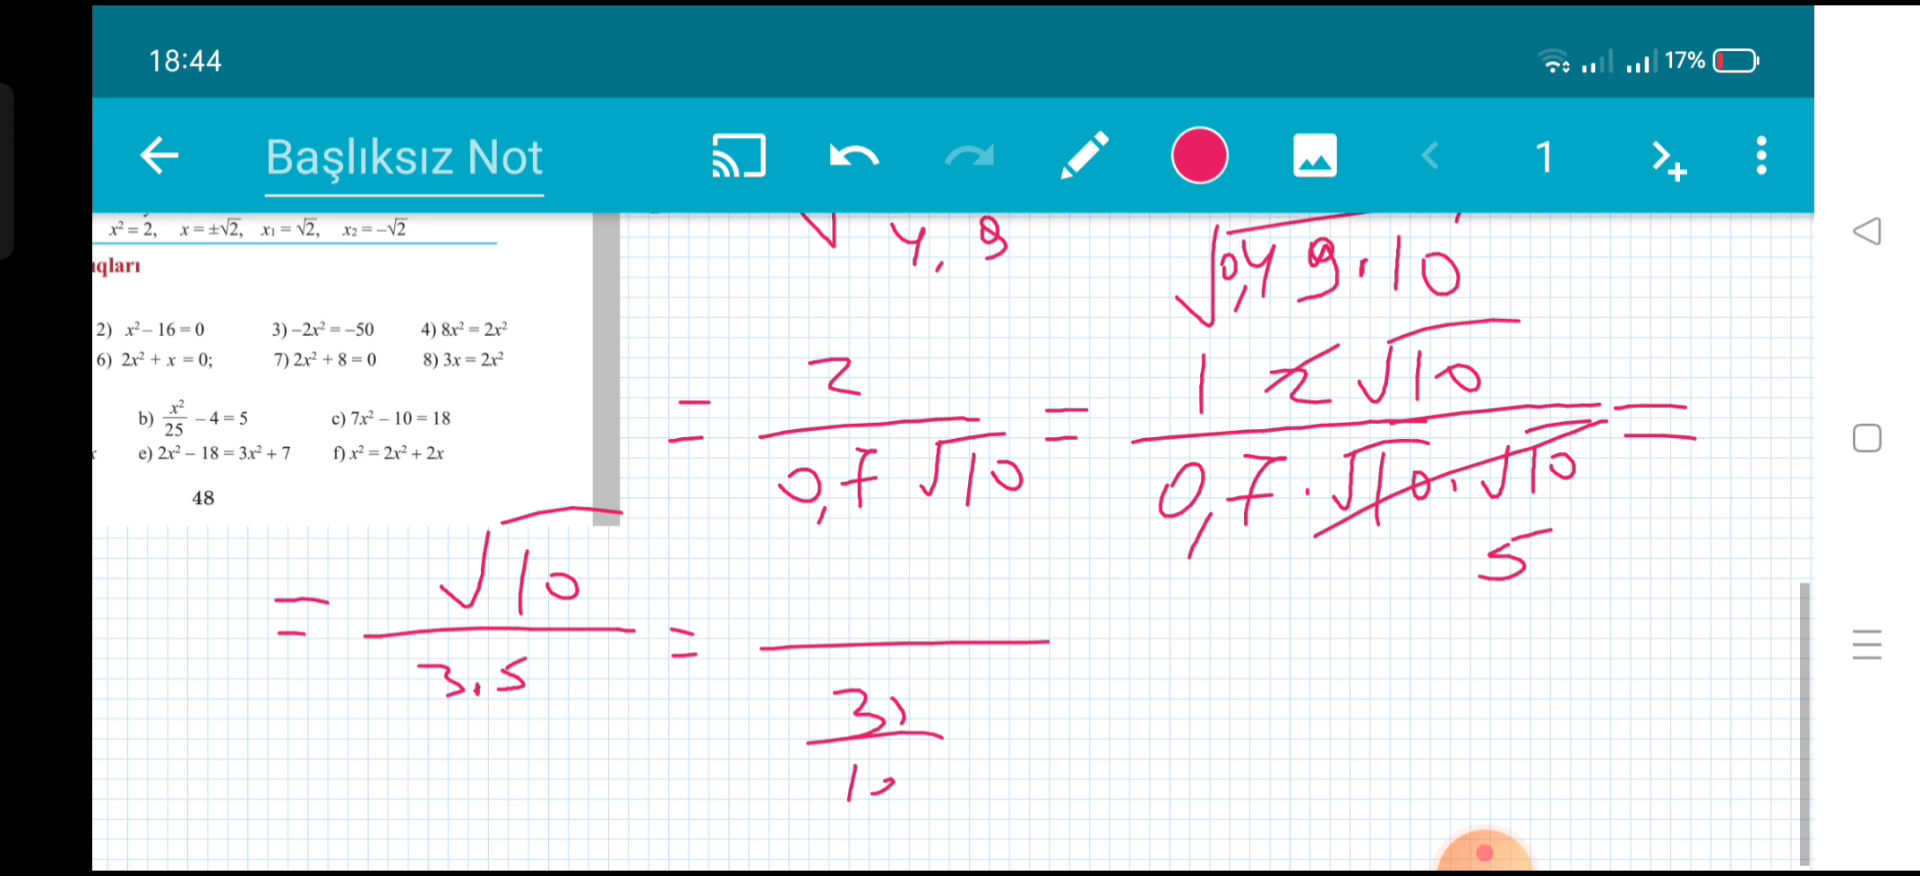 18:44 17%
Başlıksız Not 1
x² = 2, x = ±√2, x₁ = √2, x₂ = –√2
qları
2) x² – 16 = 0 3) –2x² = –50 4) 8x² = 2x²
6) 2x² + x = 0; 7) 2x² + 8 = 0 8) 3x = 2x²
b) x²/25 – 4 = 5 c) 7x² – 10 = 18
e) 2x² – 18 = 3x² + 7 f) x² = 2x² + 2x
48
4,9 √0,49·10
= 2/0,7√10 = 1 2√10/0,7·√10·√10 =
5
= √10/3.5 =
10